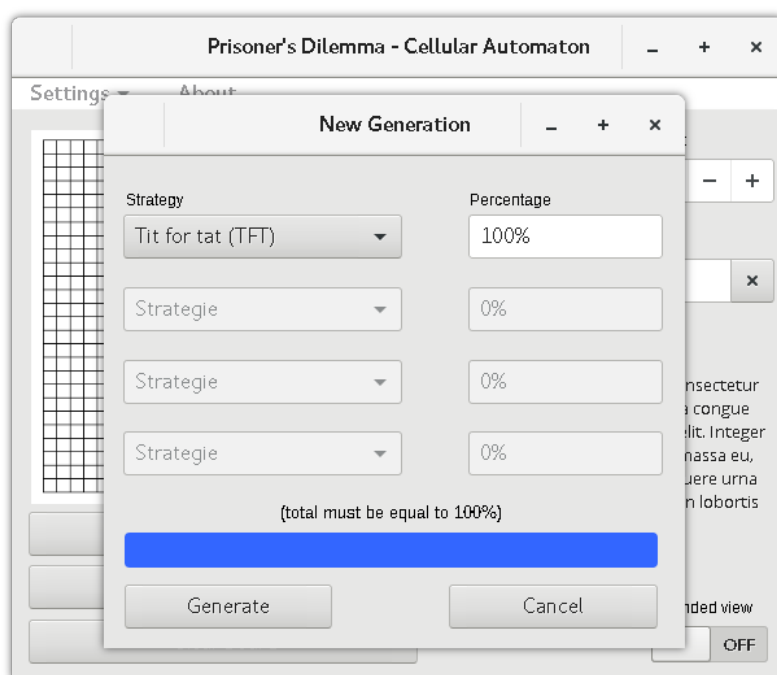 Prisoner's Dilemma - Cellular Automaton
Settings About
New Generation
Strategy Percentage
Tit for tat (TFT) 100%
Strategie 0%
Strategie 0%
Strategie 0%
(total must be equal to 100%)
Generate Cancel
nsectetur
congue
elit. Integer
massa eu,
uere urna
n lobortis
nded view
OFF